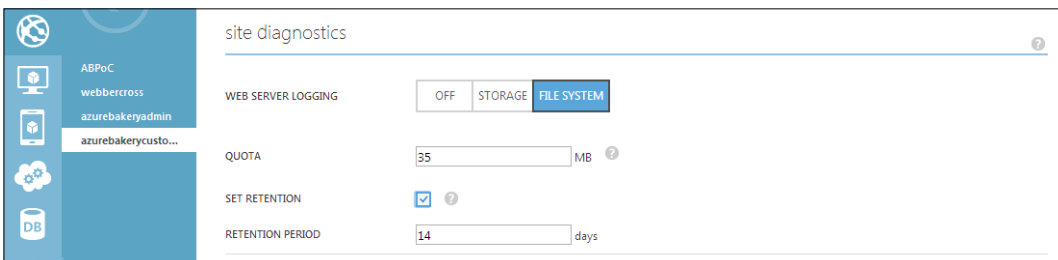 site diagnostics
?
ABPoC
webbercross
azurebakeryadmin
azurebakerycusto...
DB
WEB SERVER LOGGING OFF STORAGE FILE SYSTEM
QUOTA 35 MB ?
SET RETENTION ?
RETENTION PERIOD 14 days